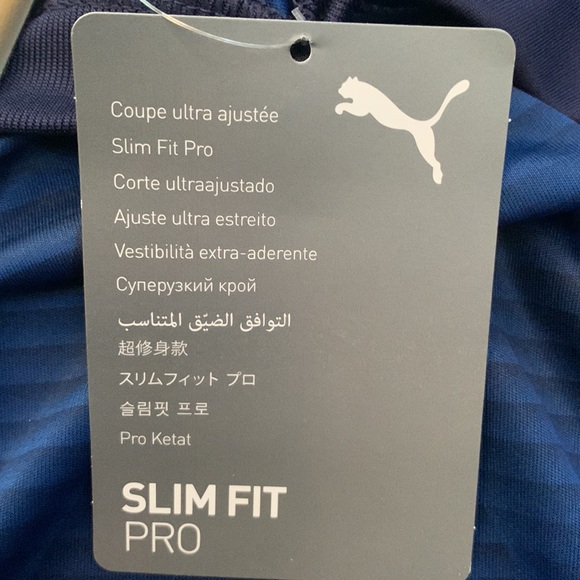 Coupe ultra ajustée
Slim Fit Pro
Corte ultraajustado
Ajuste ultra estreito
Vestibilità extra-aderente
Суперузкий крой
التوافق الضيّق المتناسب
超修身款
スリムフィット プロ
슬림핏 프로
Pro Ketat
SLIM FIT
PRO